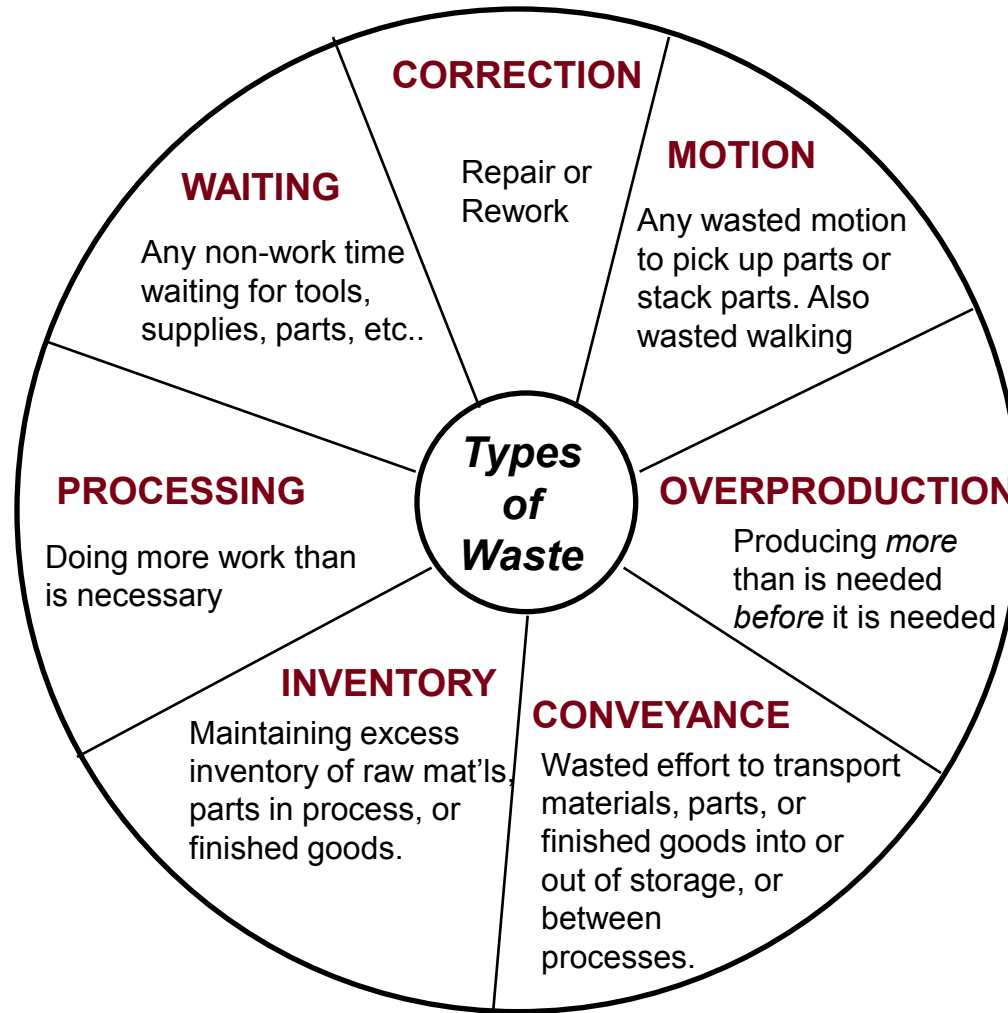 CORRECTION
Repair or
Rework
MOTION
Any wasted motion
to pick up parts or
stack parts. Also
wasted walking
OVERPRODUCTION
Producing more
than is needed
before it is needed
CONVEYANCE
Wasted effort to transport
materials, parts, or
finished goods into or
out of storage, or
between
processes.
INVENTORY
Maintaining excess
inventory of raw mat’ls,
parts in process, or
finished goods.
PROCESSING
Doing more work than
is necessary
WAITING
Any non-work time
waiting for tools,
supplies, parts, etc..
Types
of
Waste